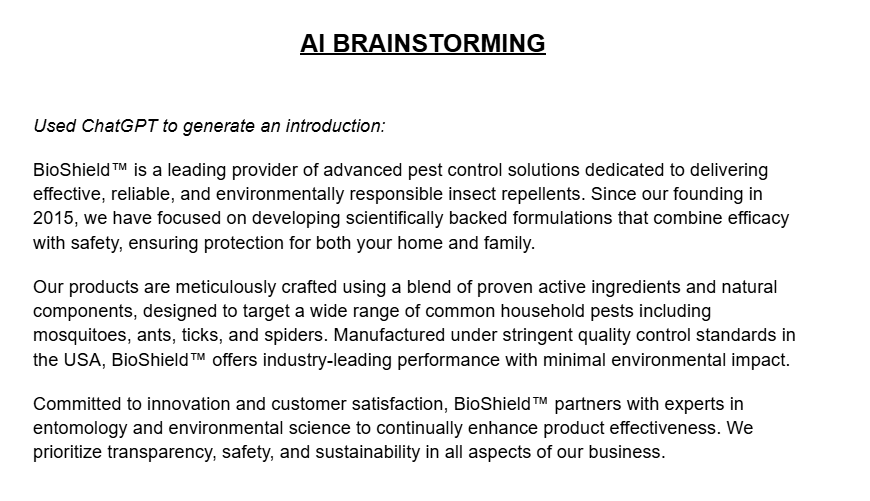 AI BRAINSTORMING
Used ChatGPT to generate an introduction:
BioShield™ is a leading provider of advanced pest control solutions dedicated to delivering
effective, reliable, and environmentally responsible insect repellents. Since our founding in
2015, we have focused on developing scientifically backed formulations that combine efficacy
with safety, ensuring protection for both your home and family.
Our products are meticulously crafted using a blend of proven active ingredients and natural
components, designed to target a wide range of common household pests including
mosquitoes, ants, ticks, and spiders. Manufactured under stringent quality control standards in
the USA, BioShield™ offers industry-leading performance with minimal environmental impact.
Committed to innovation and customer satisfaction, BioShield™ partners with experts in
entomology and environmental science to continually enhance product effectiveness. We
prioritize transparency, safety, and sustainability in all aspects of our business.